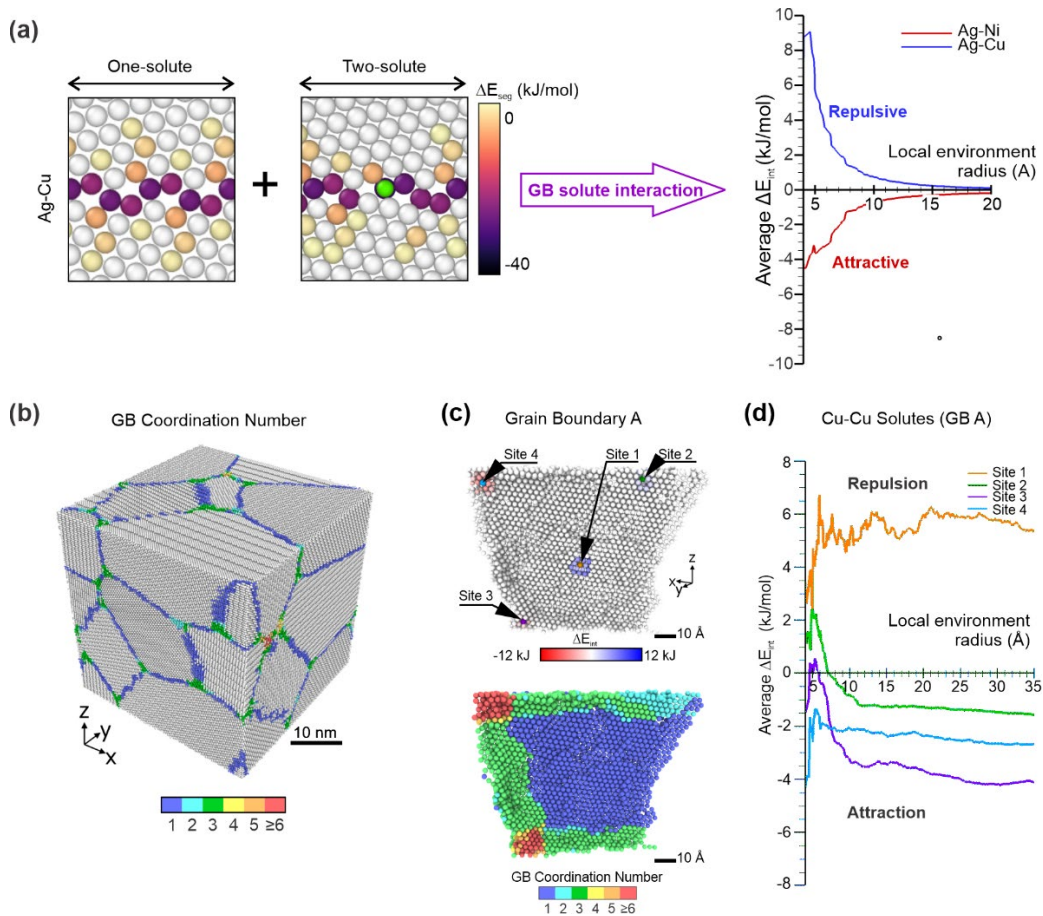 (a)
One-solute
Two-solute
ΔE_seg (kJ/mol)
0
-40
Ag-Cu
+
GB solute interaction
Ag-Ni
Ag-Cu
10
8
6
4
2
0
-2
-4
-6
-8
-10
5
10
15
20
Average ΔE_int (kJ/mol)
Repulsive
Local environment
radius (A)
Attractive
(b)
GB Coordination Number
z
y
x
10 nm
1 2 3 4 5 ≥6
(c)
Grain Boundary A
Site 4
Site 1
Site 2
Site 3
z
x
y
10 Å
ΔE_int
-12 kJ
12 kJ
10 Å
GB Coordination Number
1 2 3 4 5 ≥6
(d)
Cu-Cu Solutes (GB A)
8
6
4
2
0
-2
-4
-6
-8
Average ΔE_int (kJ/mol)
Site 1
Site 2
Site 3
Site 4
Repulsion
Local environment
radius (Å)
5 10 15 20 25 30 35
Attraction